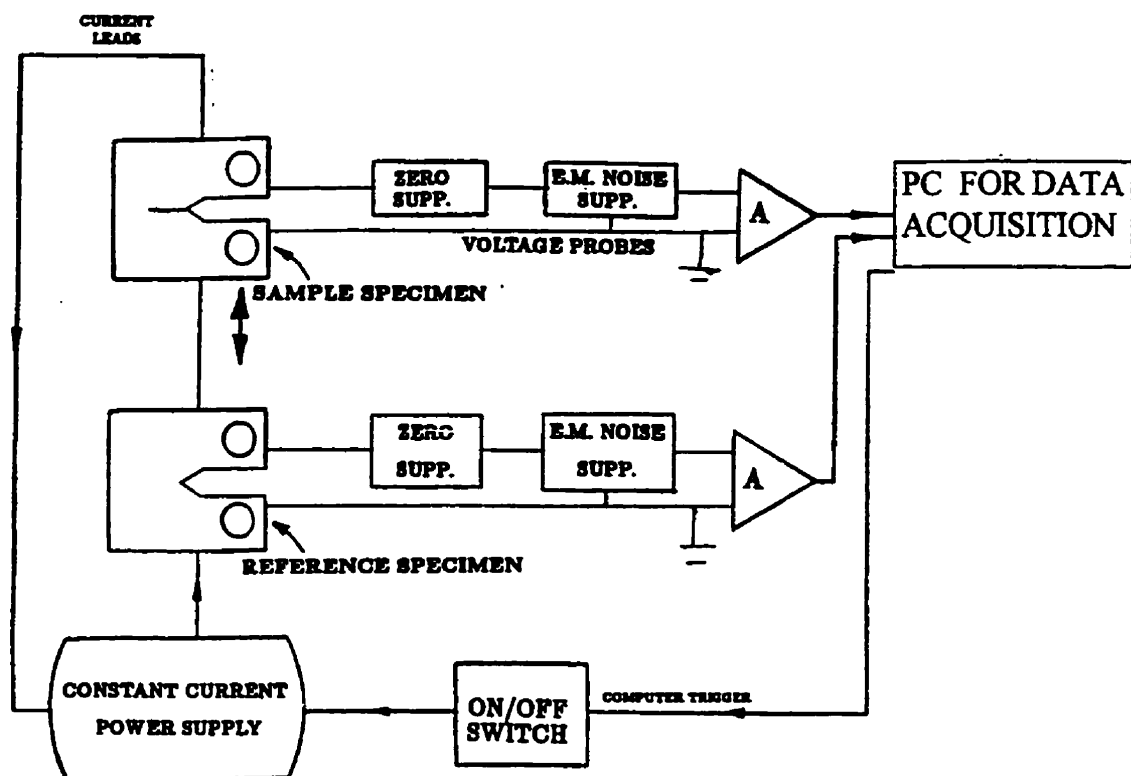 CURRENT
LEADS
ZERO
SUPP.
E.M. NOISE
SUPP.
A
PC FOR DATA
ACQUISITION
VOLTAGE PROBES
SAMPLE SPECIMEN
ZERO
SUPP.
E.M. NOISE
SUPP.
A
REFERENCE SPECIMEN
CONSTANT CURRENT
POWER SUPPLY
ON/OFF
SWITCH
COMPUTER TRIGGER